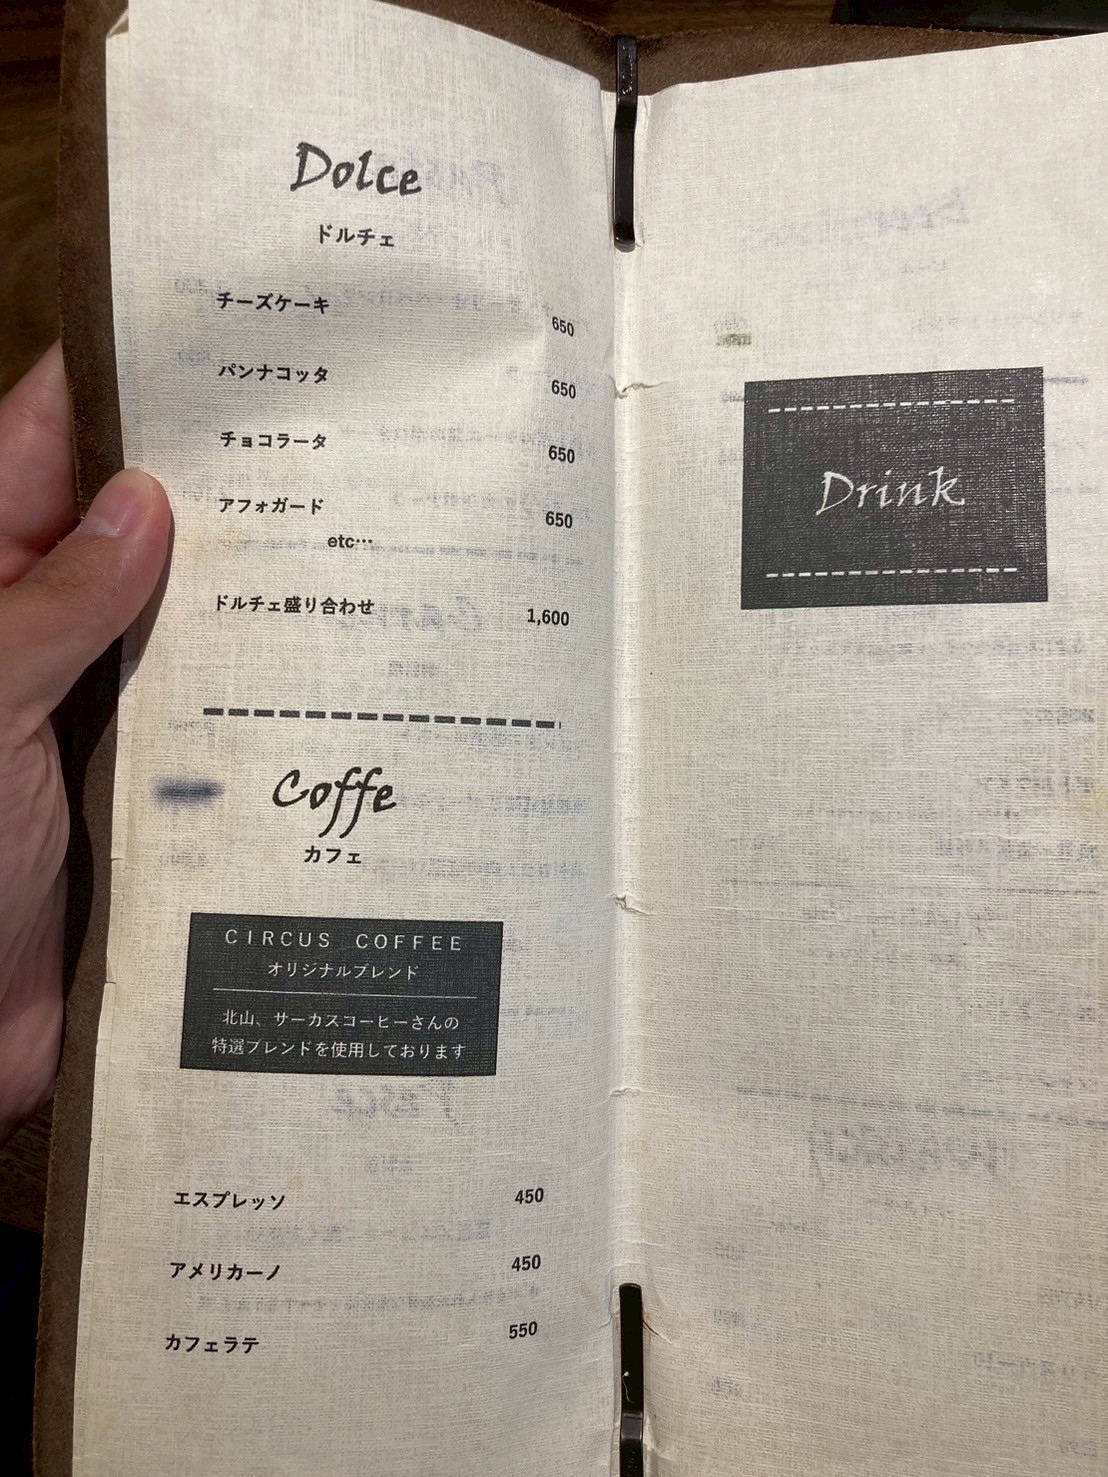 Dolce
ドルチェ
チーズケーキ 650
パンナコッタ 650
チョコラータ 650
アフォガード 650
etc…
ドルチェ盛り合わせ 1,600
Coffe
カフェ
CIRCUS COFFEE
オリジナルブレンド
北山、サーカスコーヒーさんの
特選ブレンドを使用しております
エスプレッソ 450
アメリカーノ 450
カフェラテ 550
Drink